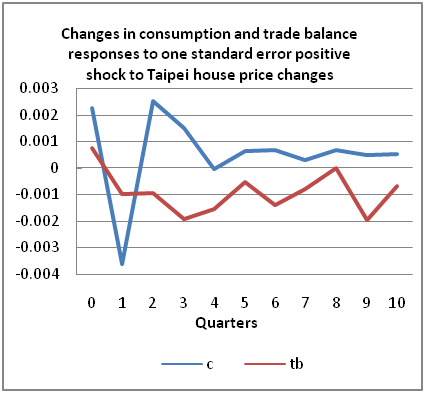 Changes in consumption and trade balance
responses to one standard error positive
shock to Taipei house price changes
0.003
0.002
0.001
0
-0.001
-0.002
-0.003
-0.004
0 1 2 3 4 5 6 7 8 9 10
Quarters
c tb